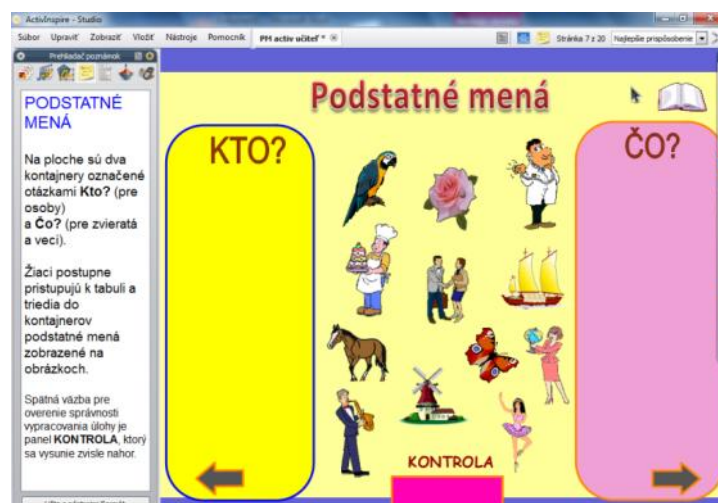 ActivInspire - Studio
Súbor Upraviť Zobraziť Vložiť Nástroje Pomocník PM activ učiteľ * Stránka 7 z 20 Najlepšie prispôsobenie
Prehliadač poznámok
Podstatné mená
KTO?
ČO?
PODSTATNÉ
MENÁ
Na ploche sú dva
kontajnery označené
otázkami Kto? (pre
osoby)
a Čo? (pre zvieratá
a veci).
Žiaci postupne
pristupujú k tabuli a
triedia do
kontajnerov
podstatné mená
zobrazené na
obrázkoch.
Spätná väzba pre
overenie správnosti
vypracovania úlohy je
panel KONTROLA, ktorý
sa vysunie zvisle nahor.
KONTROLA